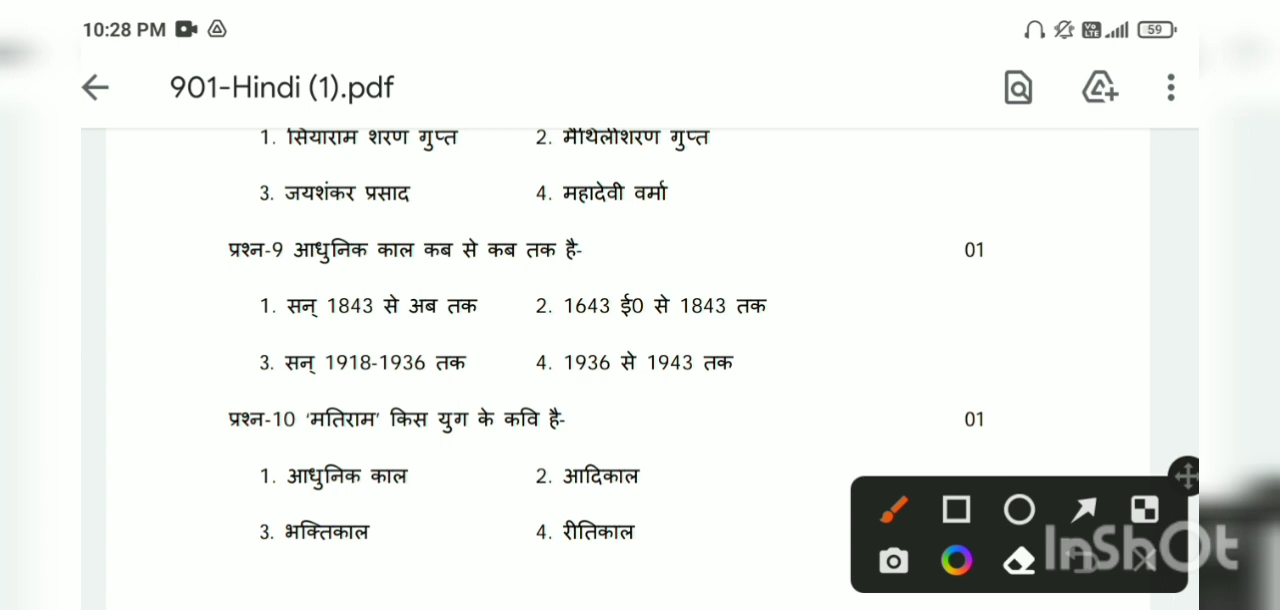 10:28 PM
59
901-Hindi (1).pdf
1. सियाराम शरण गुप्त 2. मैथिलीशरण गुप्त
3. जयशंकर प्रसाद 4. महादेवी वर्मा
प्रश्न-9 आधुनिक काल कब से कब तक है- 01
1. सन् 1843 से अब तक 2. 1643 ई0 से 1843 तक
3. सन् 1918-1936 तक 4. 1936 से 1943 तक
प्रश्न-10 ‘मतिराम’ किस युग के कवि है- 01
1. आधुनिक काल 2. आदिकाल
3. भक्तिकाल 4. रीतिकाल
InShOt